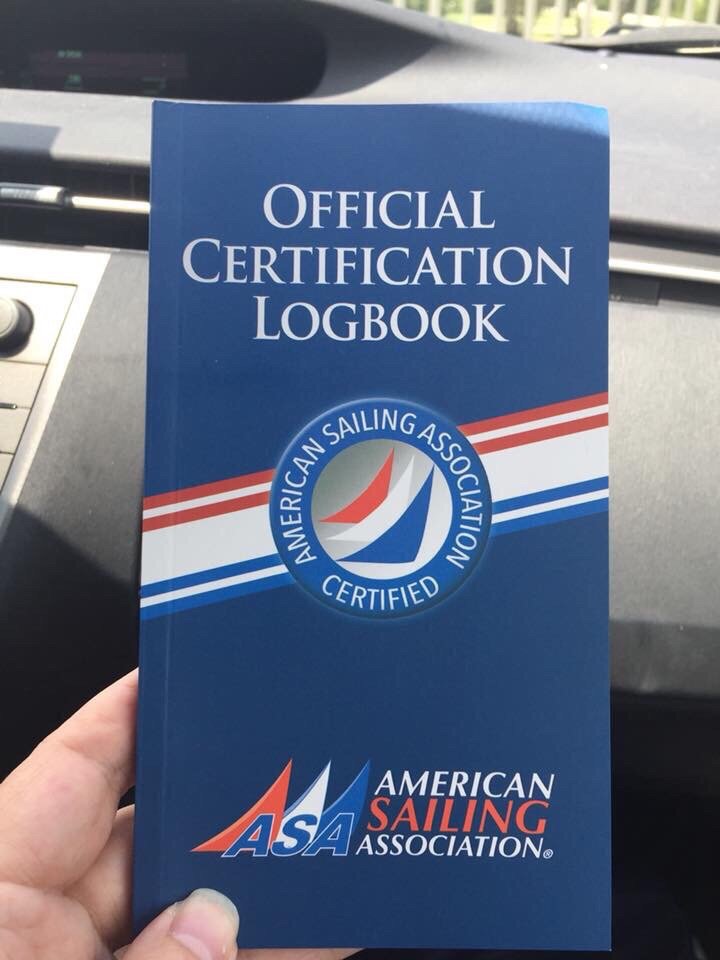 OFFICIAL
CERTIFICATION
LOGBOOK
AMERICAN SAILING ASSOCIATION
CERTIFIED
ASA
AMERICAN
SAILING
ASSOCIATION®